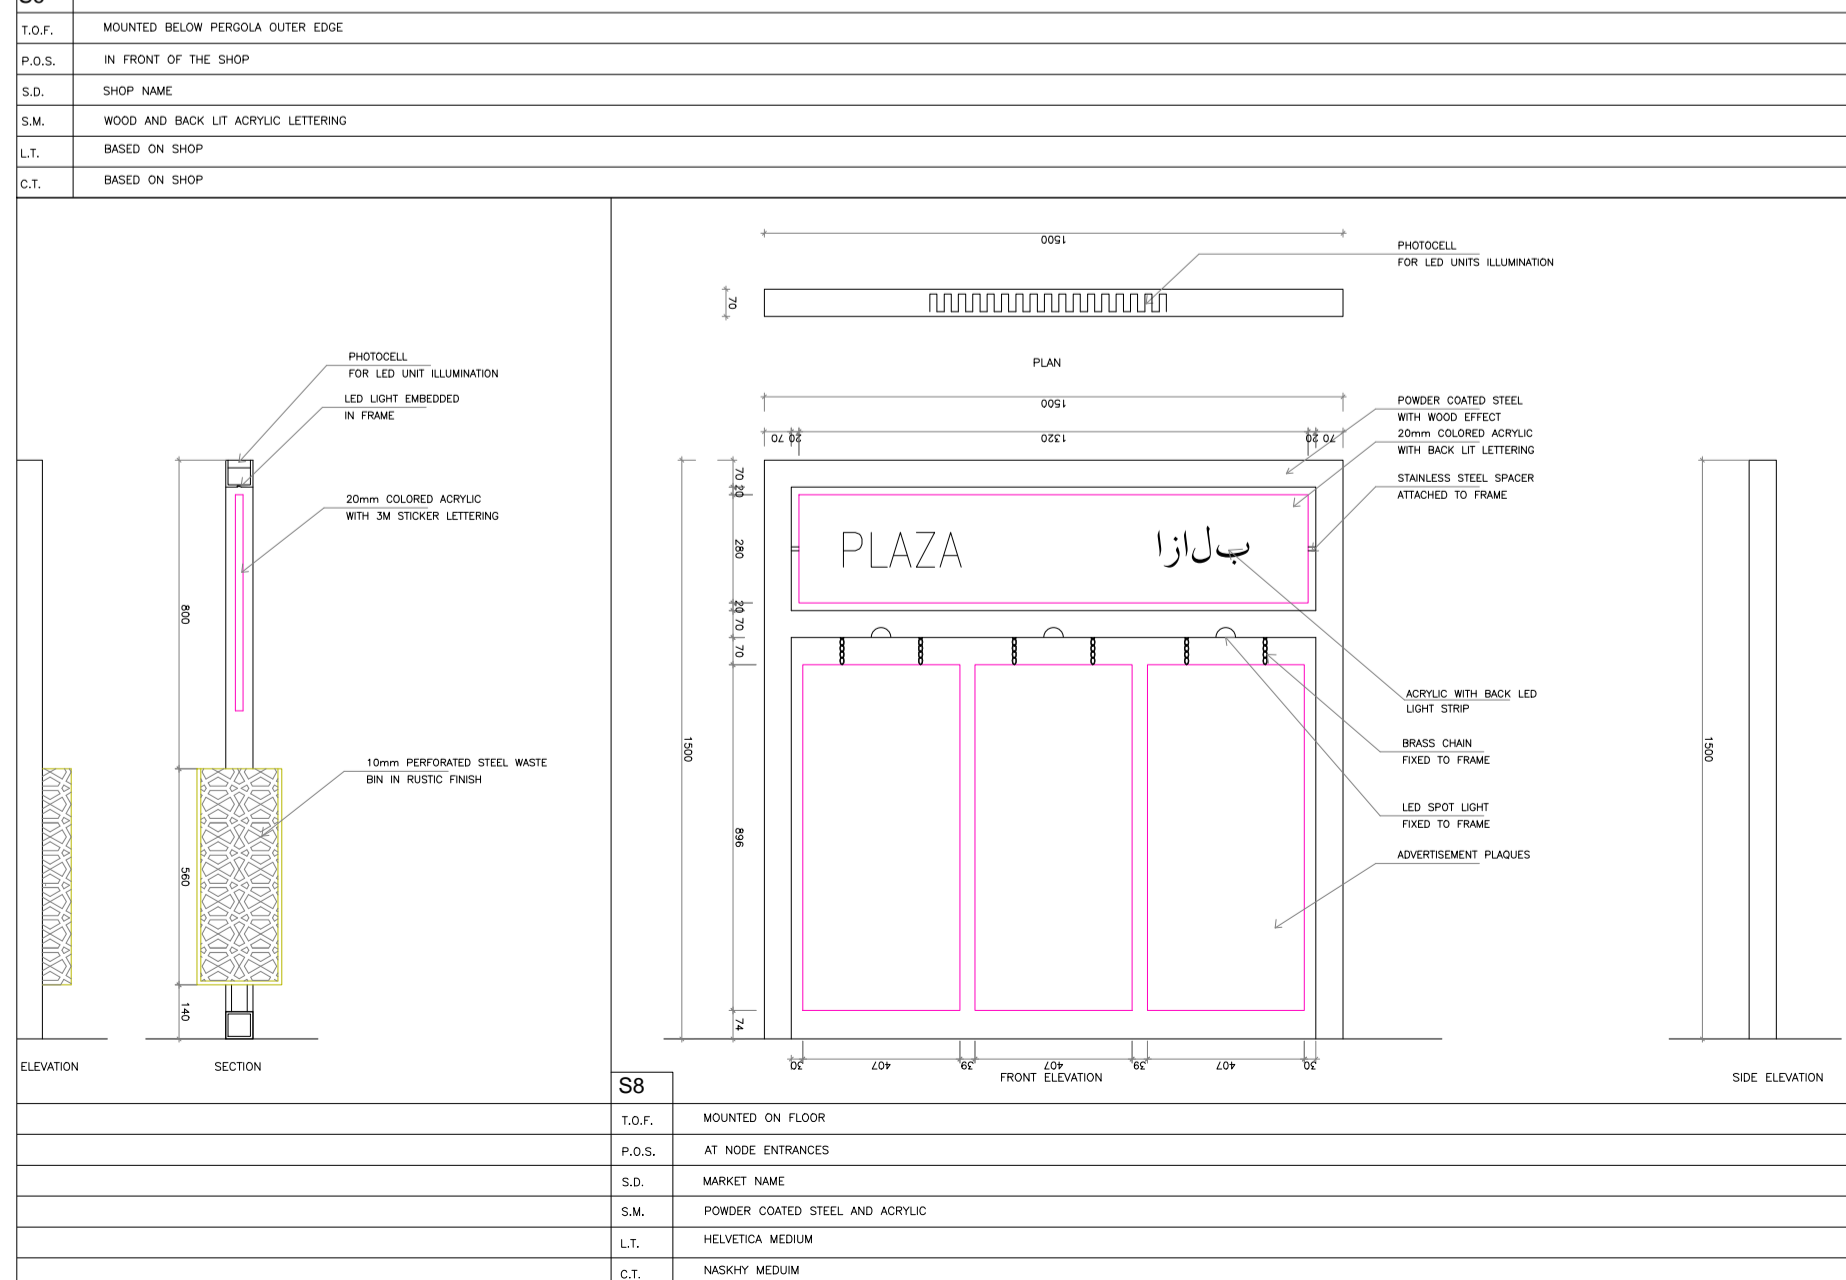 T.O.F. MOUNTED BELOW PERGOLA OUTER EDGE
P.O.S. IN FRONT OF THE SHOP
S.D. SHOP NAME
S.M. WOOD AND BACK LIT ACRYLIC LETTERING
L.T. BASED ON SHOP
C.T. BASED ON SHOP
PHOTOCELL
FOR LED UNIT ILLUMINATION
LED LIGHT EMBEDDED
IN FRAME
20mm COLORED ACRYLIC
WITH 3M STICKER LETTERING
10mm PERFORATED STEEL WASTE
BIN IN RUSTIC FINISH
800
560
140
ELEVATION
SECTION
1500
PHOTOCELL
FOR LED UNITS ILLUMINATION
70
PLAN
1500
70 20 1320 20 70
POWDER COATED STEEL
WITH WOOD EFFECT
20mm COLORED ACRYLIC
WITH BACK LIT LETTERING
STAINLESS STEEL SPACER
ATTACHED TO FRAME
70
20
280
20
70
70
896
74
1500
PLAZA
بلازا
ACRYLIC WITH BACK LED
LIGHT STRIP
BRASS CHAIN
FIXED TO FRAME
LED SPOT LIGHT
FIXED TO FRAME
ADVERTISEMENT PLAQUES
30 407 39 407 39 407 30
FRONT ELEVATION
1500
SIDE ELEVATION
S8
T.O.F. MOUNTED ON FLOOR
P.O.S. AT NODE ENTRANCES
S.D. MARKET NAME
S.M. POWDER COATED STEEL AND ACRYLIC
L.T. HELVETICA MEDIUM
C.T. NASKHY MEDUIM